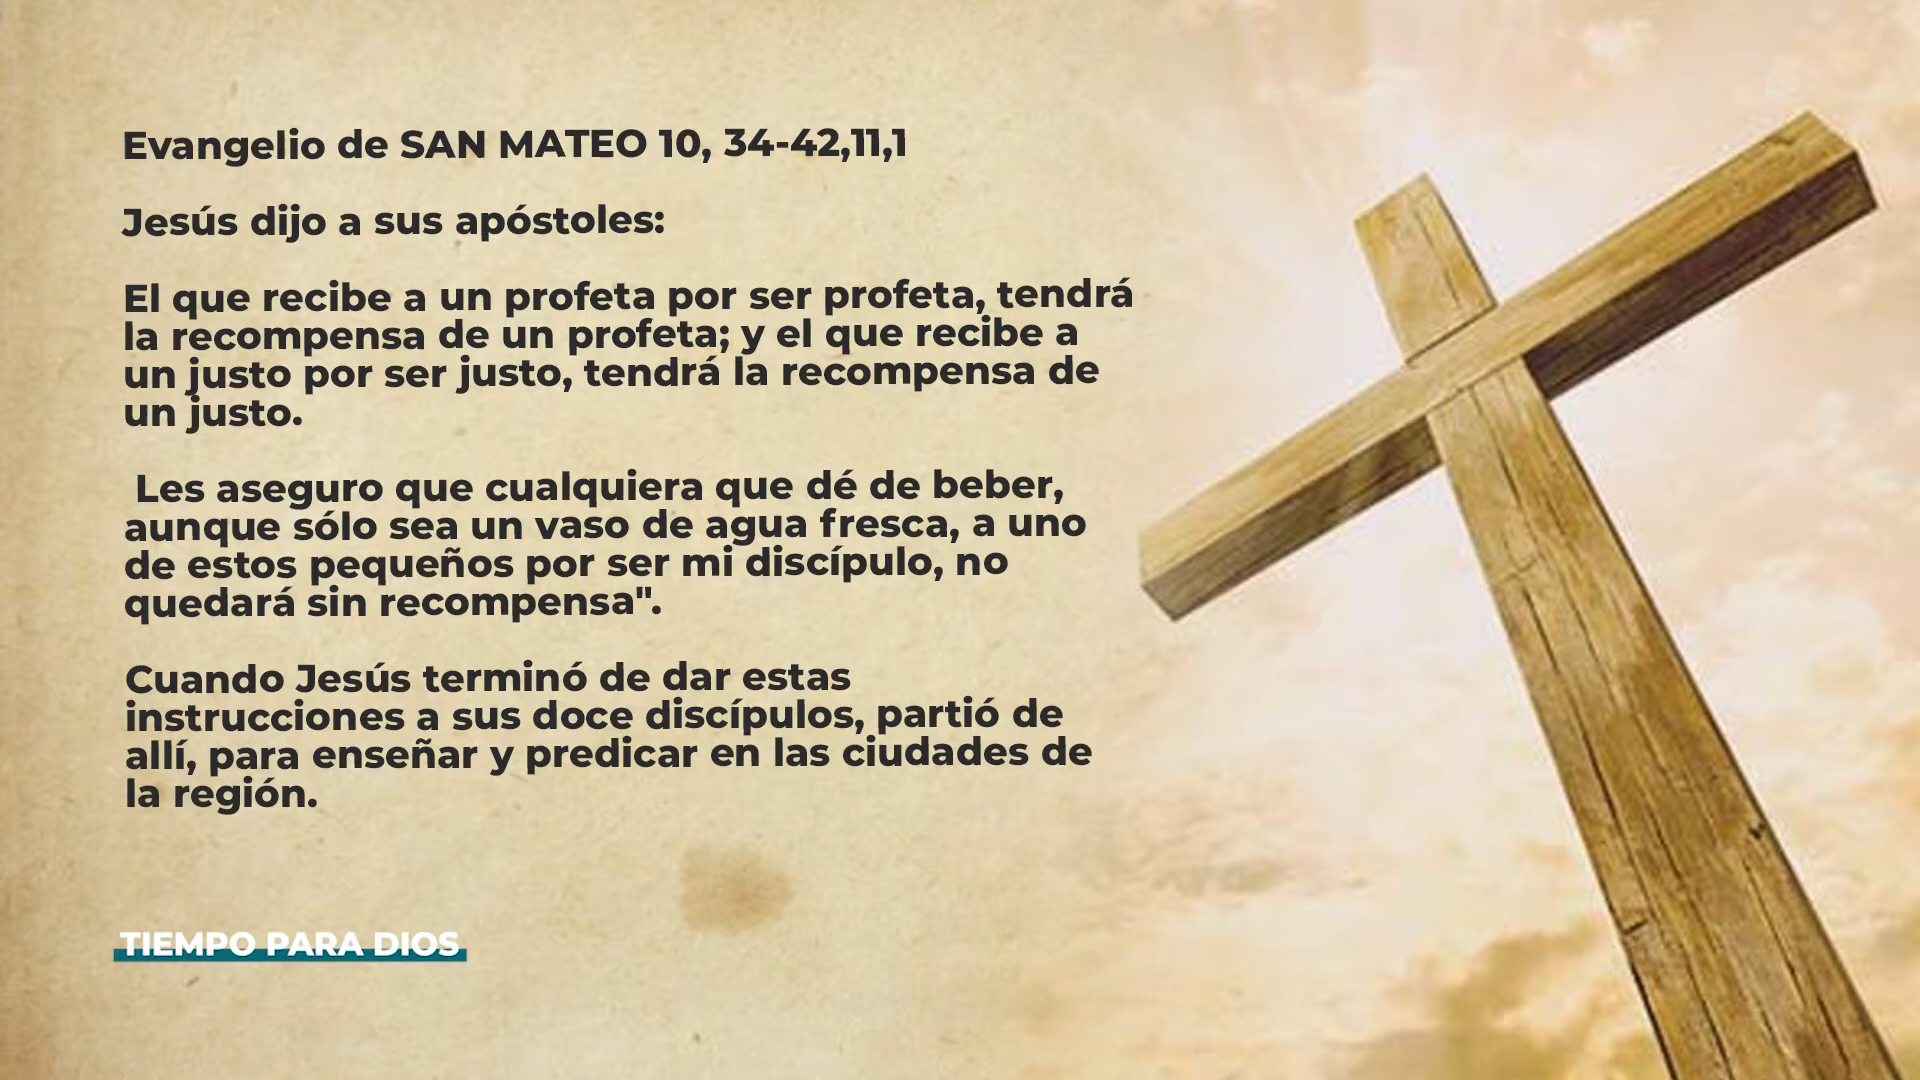 Evangelio de SAN MATEO 10, 34-42,11,1
Jesús dijo a sus apóstoles:
El que recibe a un profeta por ser profeta, tendrá
la recompensa de un profeta; y el que recibe a
un justo por ser justo, tendrá la recompensa de
un justo.
Les aseguro que cualquiera que dé de beber,
aunque sólo sea un vaso de agua fresca, a uno
de estos pequeños por ser mi discípulo, no
quedará sin recompensa".
Cuando Jesús terminó de dar estas
instrucciones a sus doce discípulos, partió de
allí, para enseñar y predicar en las ciudades de
la región.
TIEMPO PARA DIOS